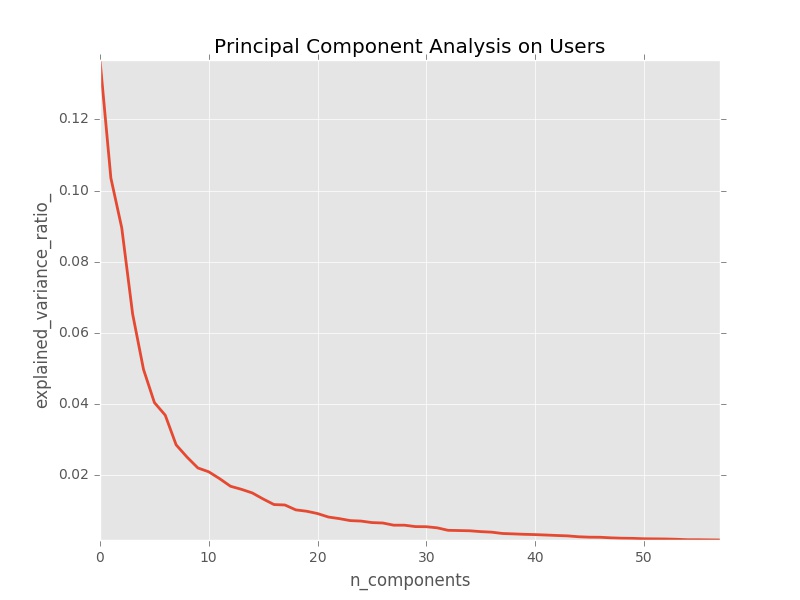 Principal Component Analysis on Users
0.12
0.10
0.08
0.06
0.04
0.02
explained_variance_ratio_
0 10 20 30 40 50
n_components